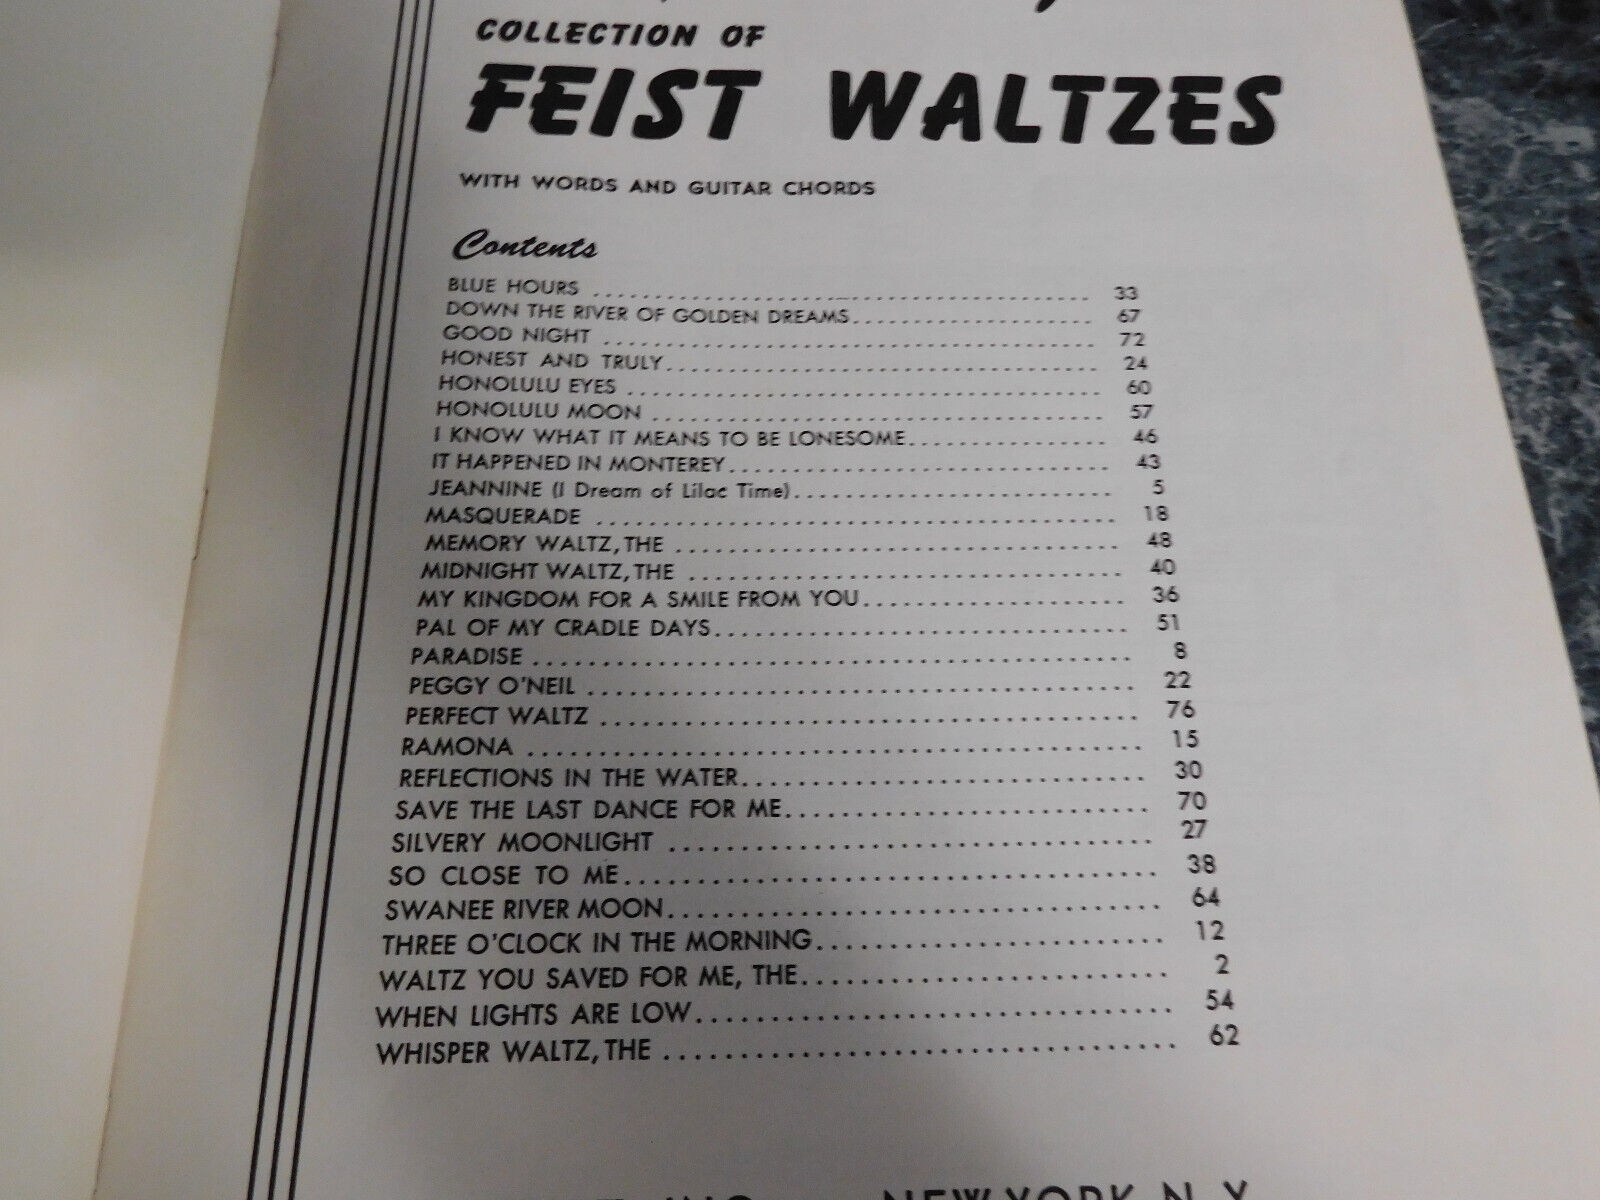 COLLECTION OF
FEIST WALTZES
WITH WORDS AND GUITAR CHORDS
Contents
BLUE HOURS ........................................ 33
DOWN THE RIVER OF GOLDEN DREAMS.................... 67
GOOD NIGHT ........................................ 72
HONEST AND TRULY................................... 24
HONOLULU EYES ..................................... 60
HONOLULU MOON ..................................... 57
I KNOW WHAT IT MEANS TO BE LONESOME................ 46
IT HAPPENED IN MONTEREY............................ 43
JEANNINE (I Dream of Lilac Time)......................... 5
MASQUERADE ........................................ 18
MEMORY WALTZ, THE ................................. 48
MIDNIGHT WALTZ, THE ............................... 40
MY KINGDOM FOR A SMILE FROM YOU.................... 36
PAL OF MY CRADLE DAYS.............................. 51
PARADISE .......................................... 8
PEGGY O'NEIL ...................................... 22
PERFECT WALTZ ..................................... 76
RAMONA ............................................ 15
REFLECTIONS IN THE WATER........................... 30
SAVE THE LAST DANCE FOR ME......................... 70
SILVERY MOONLIGHT ................................. 27
SO CLOSE TO ME..................................... 38
SWANEE RIVER MOON.................................. 64
THREE O'CLOCK IN THE MORNING....................... 12
WALTZ YOU SAVED FOR ME, THE........................ 2
WHEN LIGHTS ARE LOW................................ 54
WHISPER WALTZ, THE ................................ 62
INC. NEW YORK N. Y.